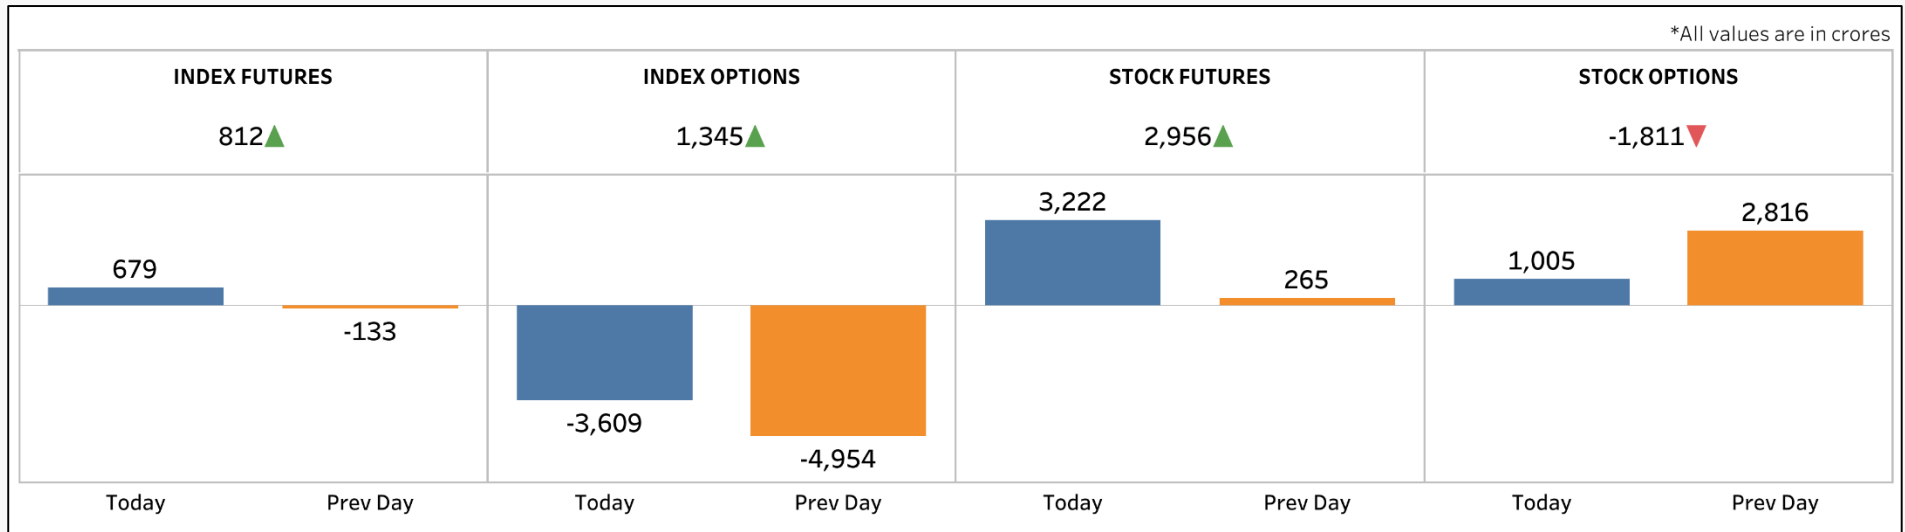 *All values are in crores
INDEX FUTURES
812▲
679
-133
Today Prev Day
INDEX OPTIONS
1,345▲
-3,609
-4,954
Today Prev Day
STOCK FUTURES
2,956▲
3,222
265
Today Prev Day
STOCK OPTIONS
-1,811▼
1,005
2,816
Today Prev Day